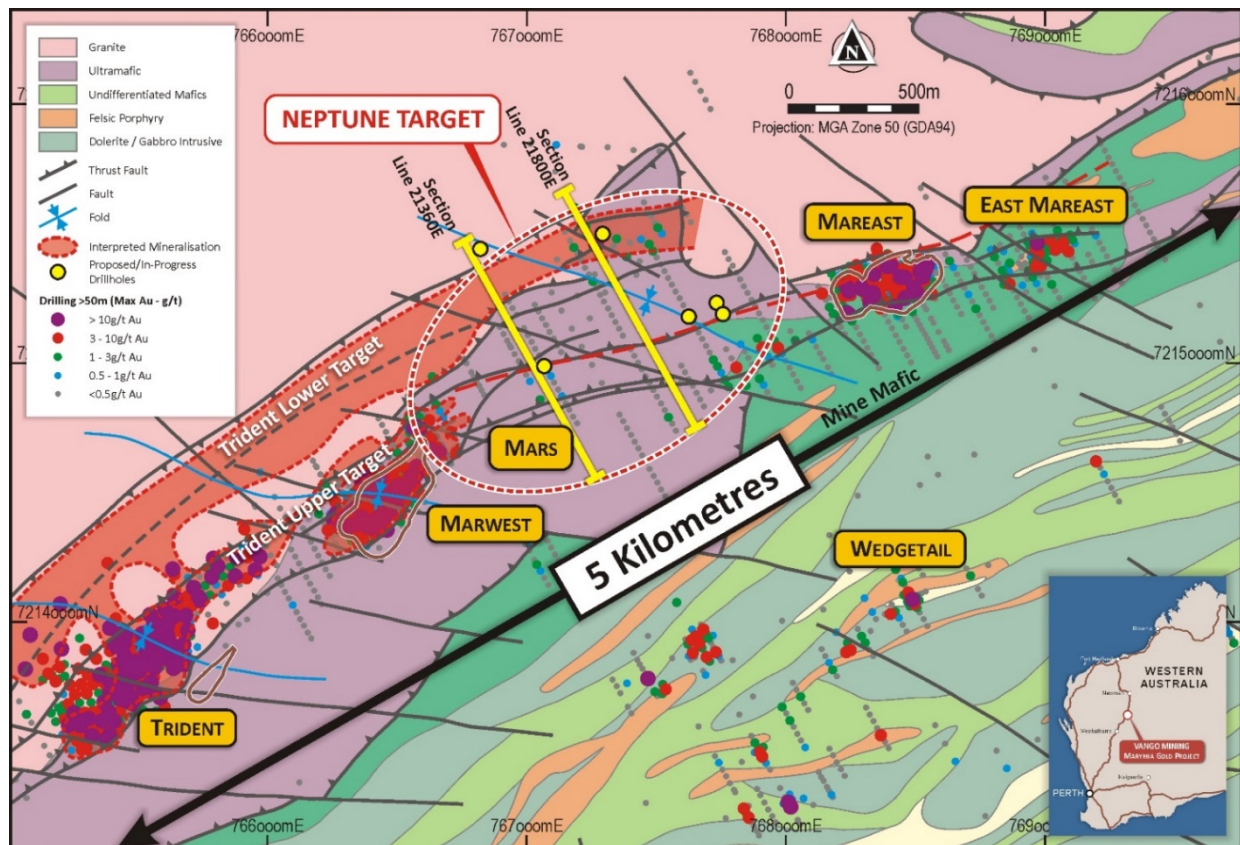 Granite
Ultramafic
Undifferentiated Mafics
Felsic Porphyry
Dolerite / Gabbro Intrusive
Thrust Fault
Fault
Fold
Interpreted Mineralisation
Proposed/In-Progress
Drillholes
Drilling >50m (Max Au - g/t)
> 10g/t Au
3 - 10g/t Au
1 - 3g/t Au
0.5 - 1g/t Au
<0.5g/t Au
766000mE
767000mE
768000mE
769000mE
N
0 500m
Projection: MGA Zone 50 (GDA94)
7216000mN
NEPTUNE TARGET
Section
Line 21360E
Section
Line 21800E
MAREAST
EAST MAREAST
7215000mN
Trident Lower Target
Trident Upper Target
MARS
Mine Mafic
MARWEST
5 Kilometres
WEDGETAIL
7214000mN
TRIDENT
766000mE
767000mE
768000mE
WESTERN
AUSTRALIA
VANGO MINING
MARYMIA GOLD PROJECT
PERTH